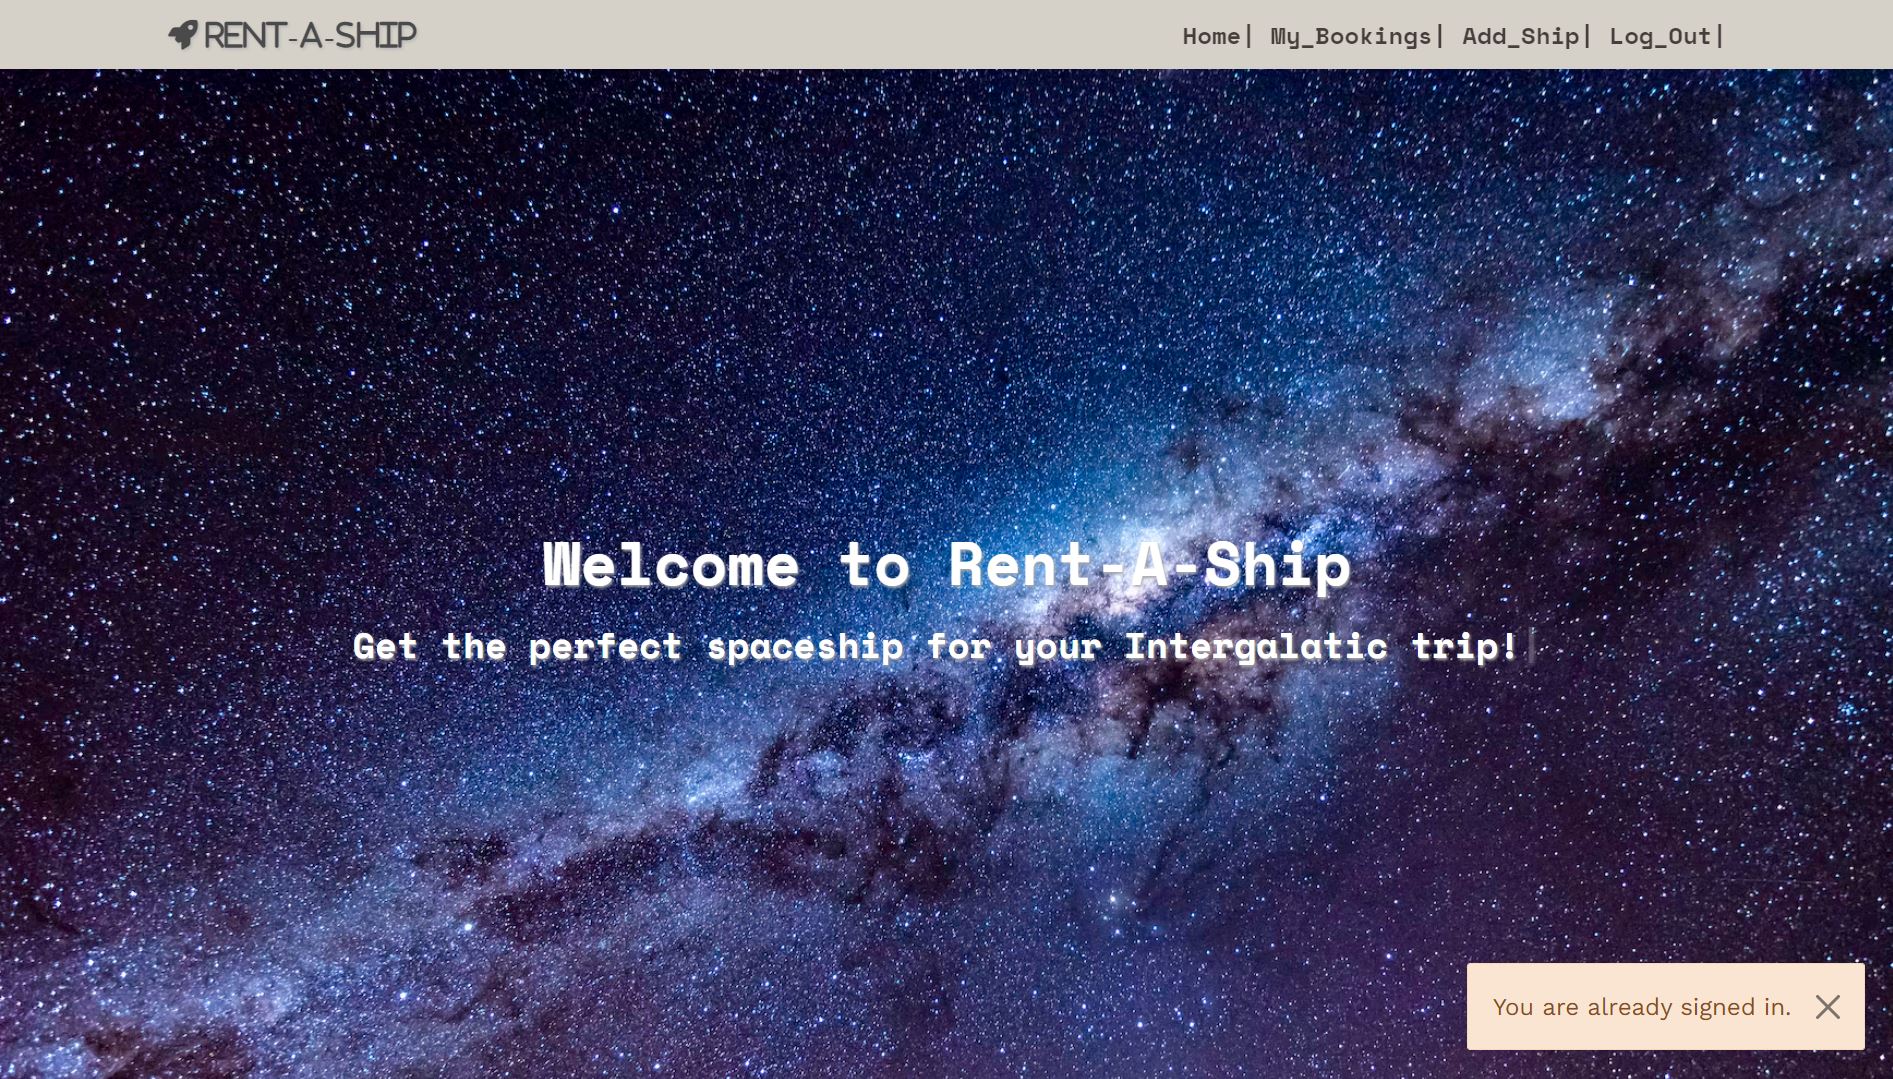 RENT-A-SHIP
Home| My_Bookings| Add_Ship| Log_Out|
Welcome to Rent-A-Ship
Get the perfect spaceship for your Intergalatic trip!|
You are already signed in.